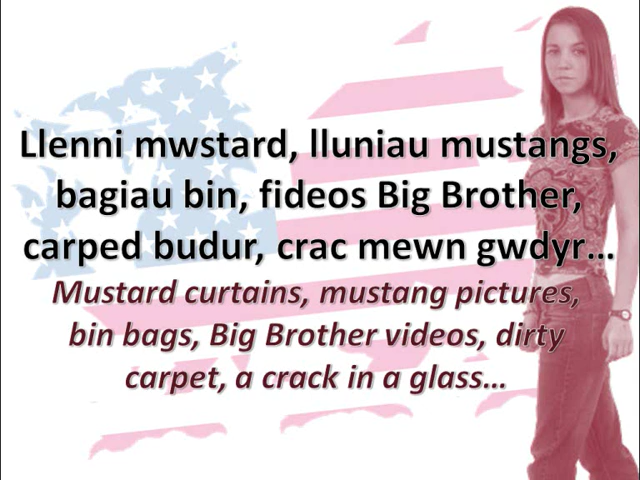 Llenni mwstard, lluniau mustangs,
bagiau bin, fideos Big Brother,
carped budur, crac mewn gwdyr...
Mustard curtains, mustang pictures,
bin bags, Big Brother videos, dirty
carpet, a crack in a glass...